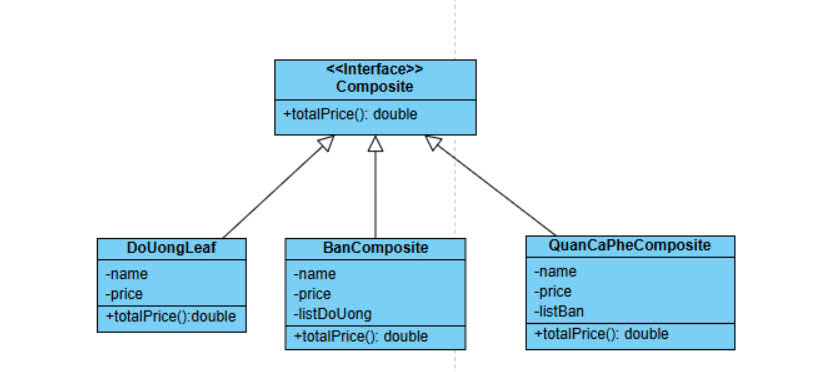 <<Interface>>
Composite
+totalPrice(): double
DoUongLeaf
-name
-price
+totalPrice():double
BanComposite
-name
-price
-listDoUong
+totalPrice(): double
QuanCaPheComposite
-name
-price
-listBan
+totalPrice(): double